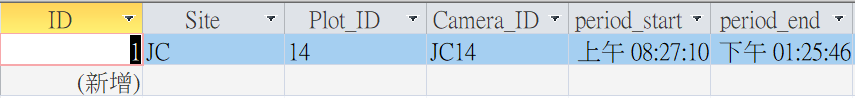 ID Site Plot_ID Camera_ID period_start period_end
1 JC 14 JC14 上午 08:27:10 下午 01:25:46
(新增)